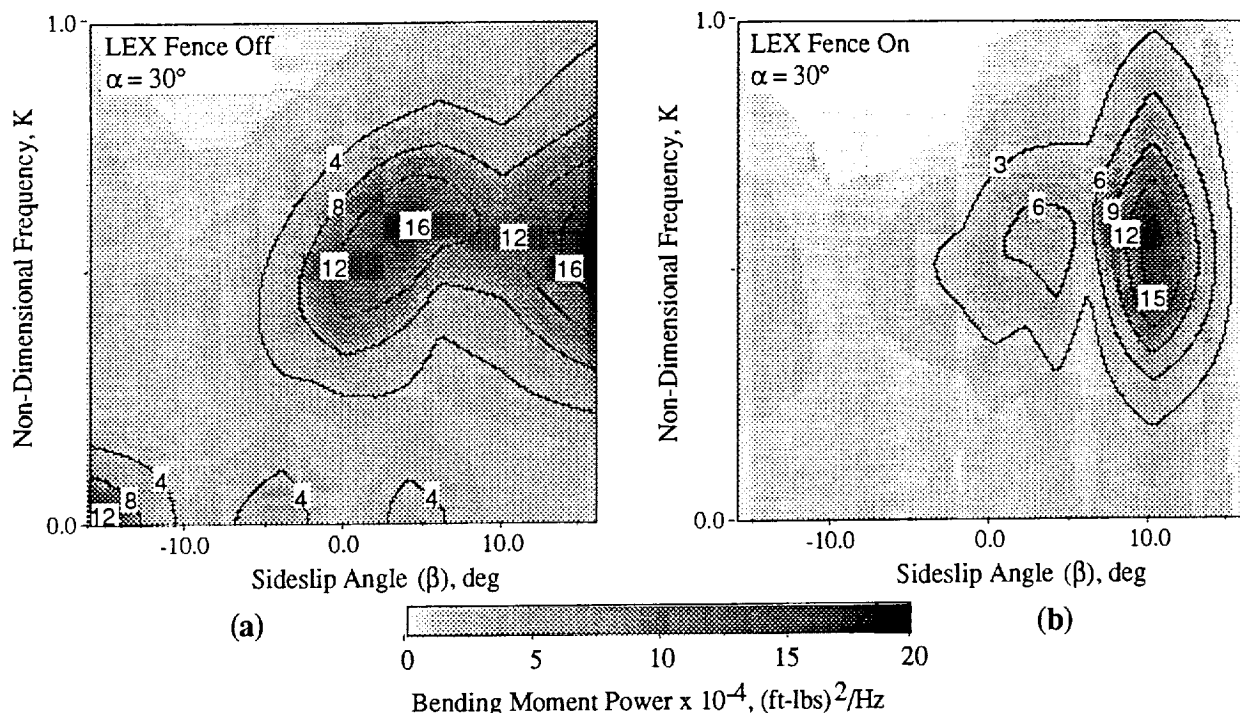 1.0
LEX Fence Off
α = 30°
4
8
16
12
12
16
4
8
12
4
4
0.0
-10.0
0.0
10.0
Non-Dimensional Frequency, K
Sideslip Angle (β), deg
(a)
1.0
LEX Fence On
α = 30°
3
6
6
9
12
15
0.0
-10.0
0.0
10.0
Non-Dimensional Frequency, K
Sideslip Angle (β), deg
(b)
0
5
10
15
20
Bending Moment Power x 10-4, (ft-lbs)2/Hz